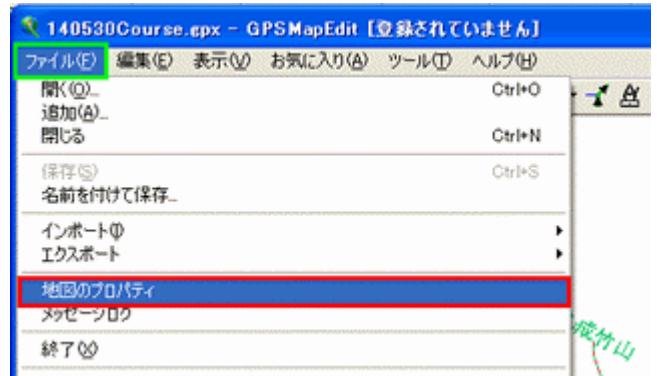 140530Course.gpx - GPSMapEdit [登録されていません]
ファイル(F) 編集(E) 表示(V) お気に入り(A) ツール(T) ヘルプ(H)
開く(O)... Ctrl+O
追加(A)...
閉じる Ctrl+N
保存(S) Ctrl+S
名前を付けて保存...
インポート(I)
エクスポート
地図のプロパティ
メッセージログ
終了(X)
成竹山